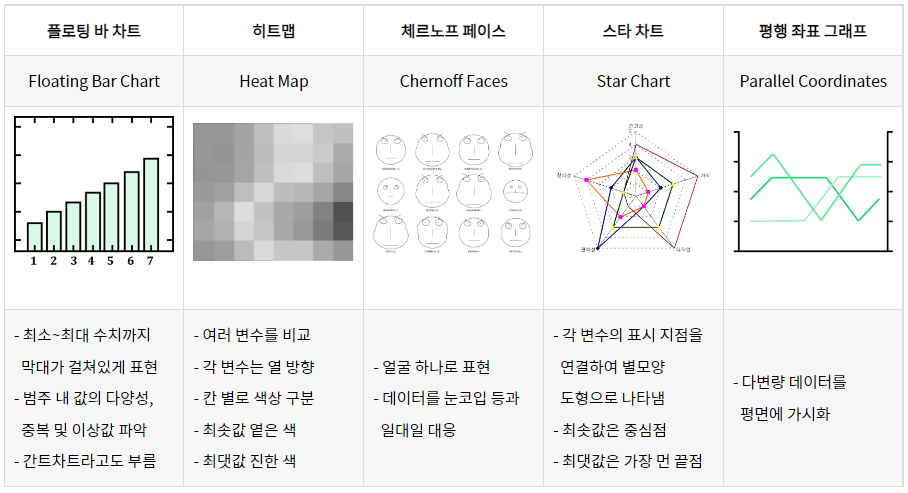 플로팅 바 차트
히트맵
체르노프 페이스
스타 차트
평행 좌표 그래프
Floating Bar Chart
Heat Map
Chernoff Faces
Star Chart
Parallel Coordinates
1 2 3 4 5 6 7
창의성
편의성
디자인
- 최소~최대 수치까지
막대가 걸쳐있게 표현
- 범주 내 값의 다양성,
중복 및 이상값 파악
- 간트차트라고도 부름
- 여러 변수를 비교
- 각 변수는 열 방향
- 칸 별로 색상 구분
- 최솟값 옅은 색
- 최댓값 진한 색
- 얼굴 하나로 표현
- 데이터를 눈코입 등과
일대일 대응
- 각 변수의 표시 지점을
연결하여 별모양
도형으로 나타냄
- 최솟값은 중심점
- 최댓값은 가장 먼 끝점
- 다변량 데이터를
평면에 가시화